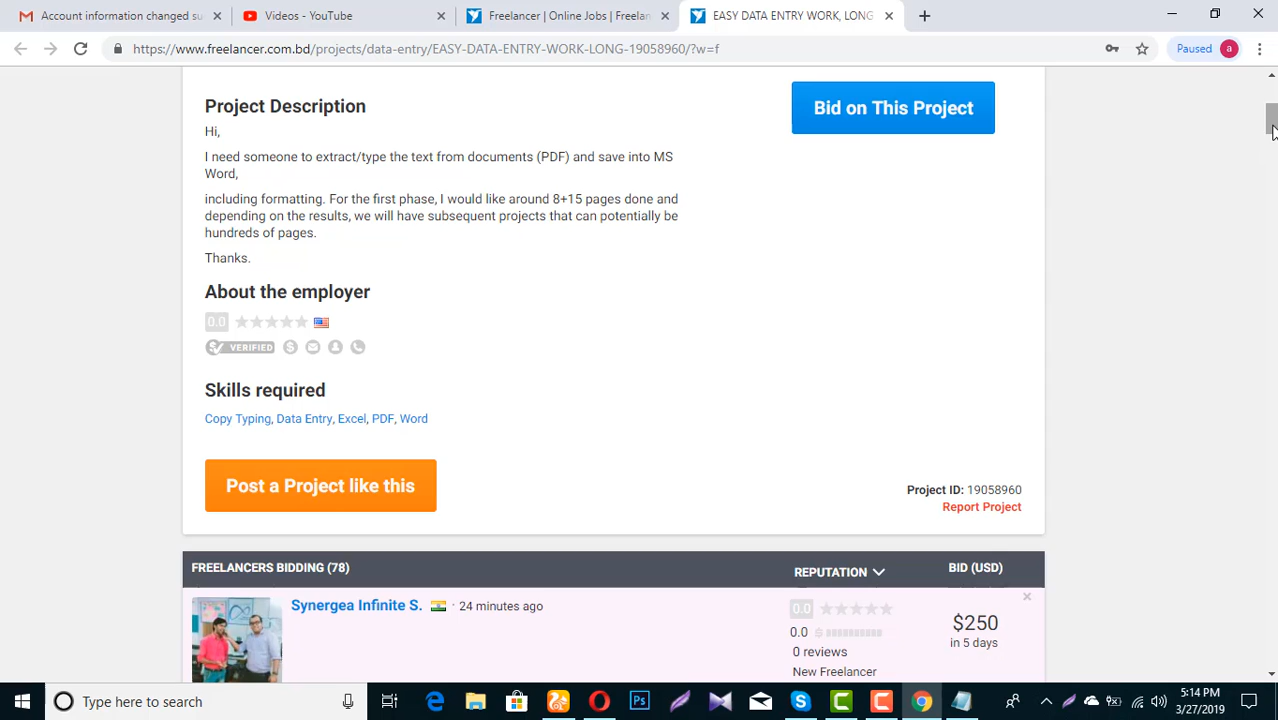 Account information changed su
Videos - YouTube
Freelancer | Online Jobs | Freelan
EASY DATA ENTRY WORK, LONG
https://www.freelancer.com.bd/projects/data-entry/EASY-DATA-ENTRY-WORK-LONG-19058960/?w=f
Paused
a
Project Description
Bid on This Project
Hi,
I need someone to extract/type the text from documents (PDF) and save into MS
Word,
including formatting. For the first phase, I would like around 8+15 pages done and
depending on the results, we will have subsequent projects that can potentially be
hundreds of pages.
Thanks.
About the employer
0.0
VERIFIED
Skills required
Copy Typing, Data Entry, Excel, PDF, Word
Post a Project like this
Project ID: 19058960
Report Project
FREELANCERS BIDDING (78)
REPUTATION
BID (USD)
Synergea Infinite S.
· 24 minutes ago
0.0
$250
0.0
in 5 days
0 reviews
New Freelancer
Type here to search
Ps
5:14 PM
3/27/2019